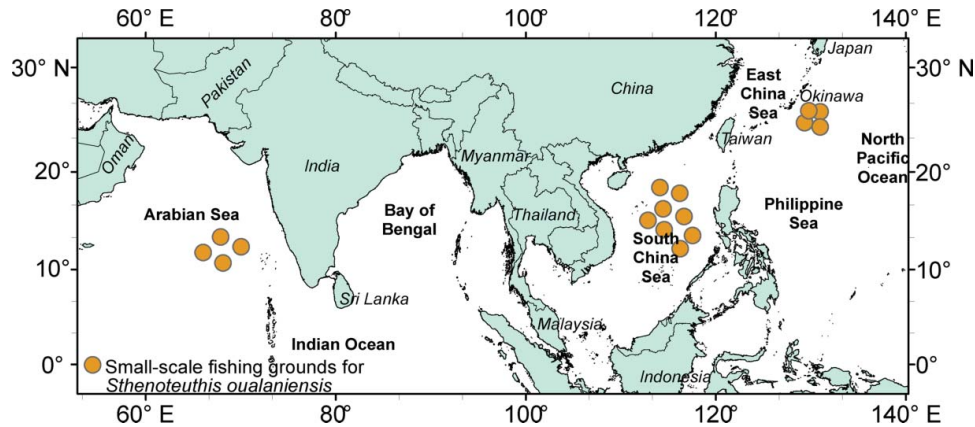 60° E
80°
100°
120°
140° E
30° N
30° N
20°
20°
10°
10°
0°
0°
Japan
East
China
Sea
Okinawa
Pakistan
China
Oman
India
Myanmar
Taiwan
North
Pacific
Ocean
Arabian Sea
Bay of
Bengal
Thailand
Philippine
Sea
South
China
Sea
Sri Lanka
Malaysia
Indian Ocean
Indonesia
Small-scale fishing grounds for
Sthenoteuthis oualaniensis
60° E
80°
100°
120°
140° E